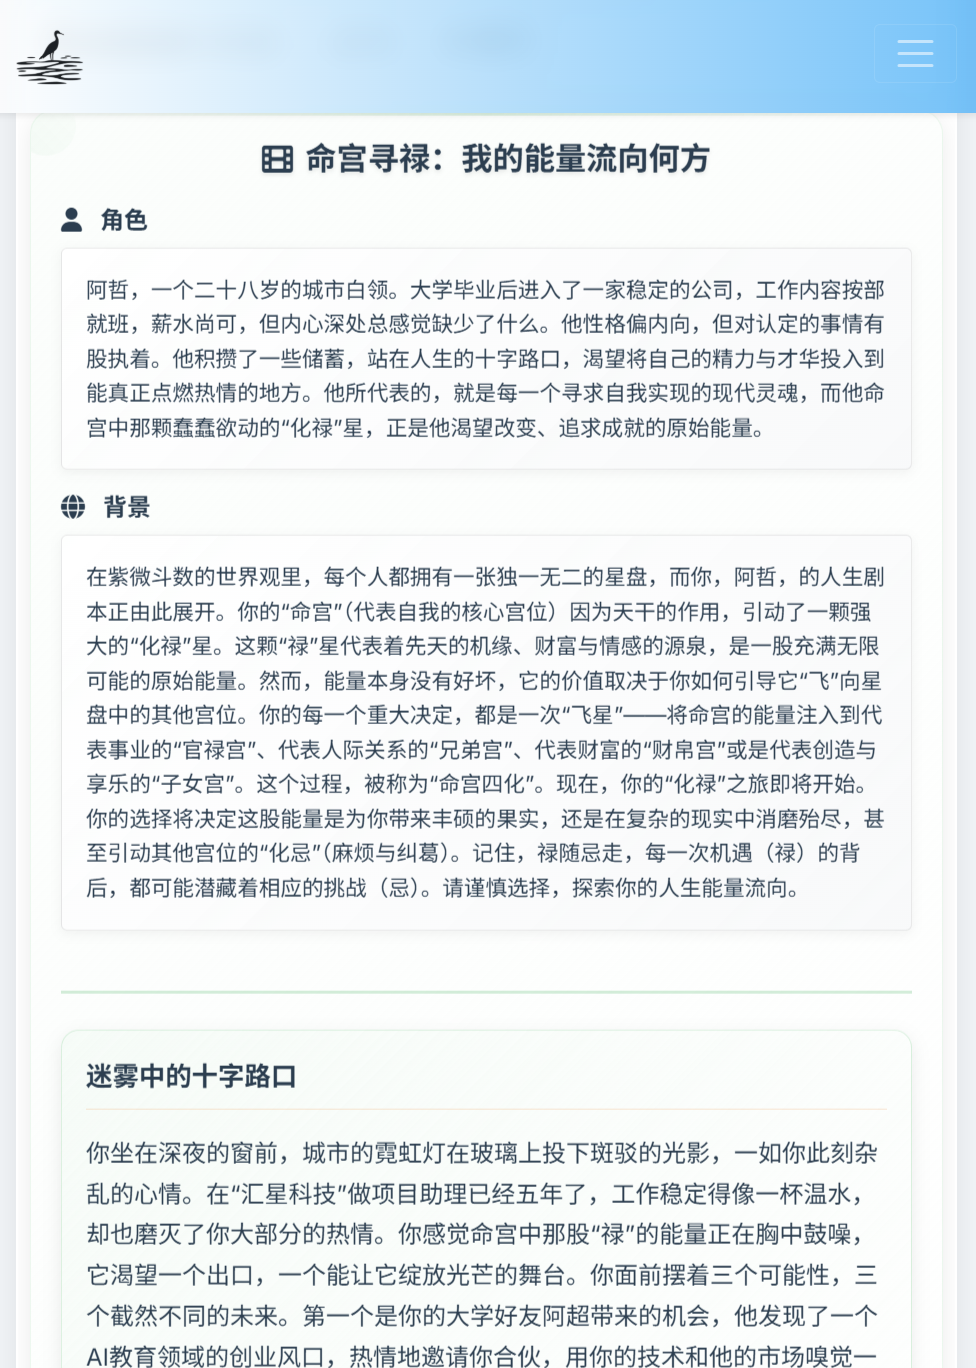 命宫寻禄：我的能量流向何方
角色
阿哲，一个二十八岁的城市白领。大学毕业后进入了一家稳定的公司，工作内容按部
就班，薪水尚可，但内心深处总感觉缺少了什么。他性格偏内向，但对认定的事情有
股执着。他积攒了一些储蓄，站在人生的十字路口，渴望将自己的精力与才华投入到
能真正点燃热情的地方。他所代表的，就是每一个寻求自我实现的现代灵魂，而他命
宫中那颗蠢蠢欲动的“化禄”星，正是他渴望改变、追求成就的原始能量。
背景
在紫微斗数的世界观里，每个人都拥有一张独一无二的星盘，而你，阿哲，的人生剧
本正由此展开。你的“命宫”（代表自我的核心宫位）因为天干的作用，引动了一颗强
大的“化禄”星。这颗“禄”星代表着先天的机缘、财富与情感的源泉，是一股充满无限
可能的原始能量。然而，能量本身没有好坏，它的价值取决于你如何引导它“飞”向星
盘中的其他宫位。你的每一个重大决定，都是一次“飞星”——将命宫的能量注入到代
表事业的“官禄宫”、代表人际关系的“兄弟宫”、代表财富的“财帛宫”或是代表创造与
享乐的“子女宫”。这个过程，被称为“命宫四化”。现在，你的“化禄”之旅即将开始。
你的选择将决定这股能量是为你带来丰硕的果实，还是在复杂的现实中消磨殆尽，甚
至引动其他宫位的“化忌”（麻烦与纠葛）。记住，禄随忌走，每一次机遇（禄）的背
后，都可能潜藏着相应的挑战（忌）。请谨慎选择，探索你的人生能量流向。
迷雾中的十字路口
你坐在深夜的窗前，城市的霓虹灯在玻璃上投下斑驳的光影，一如你此刻杂
乱的心情。在“汇星科技”做项目助理已经五年了，工作稳定得像一杯温水，
却也磨灭了你大部分的热情。你感觉命宫中那股“禄”的能量正在胸中鼓噪，
它渴望一个出口，一个能让它绽放光芒的舞台。你面前摆着三个可能性，三
个截然不同的未来。第一个是你的大学好友阿超带来的机会，他发现了一个
AI教育领域的创业风口，热情地邀请你合伙，用你的技术和他的市场嗅觉一